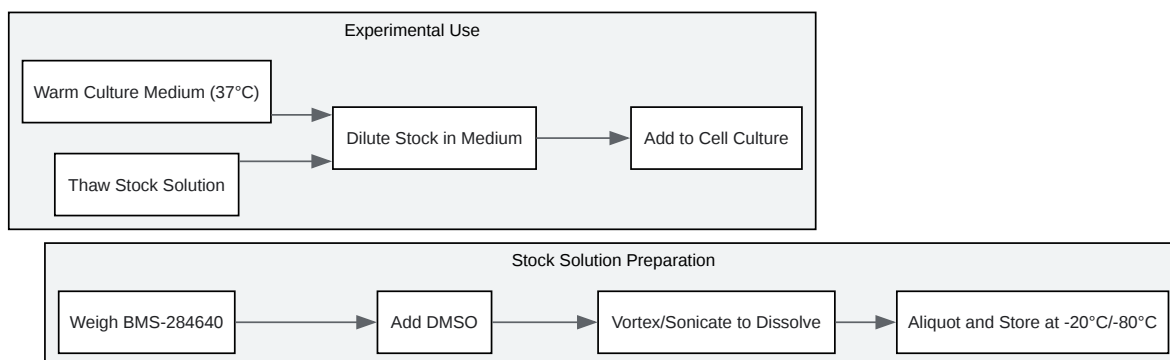 Experimental Use
Warm Culture Medium (37°C)
Thaw Stock Solution
Dilute Stock in Medium
Add to Cell Culture
Stock Solution Preparation
Weigh BMS-284640
Add DMSO
Vortex/Sonicate to Dissolve
Aliquot and Store at -20°C/-80°C